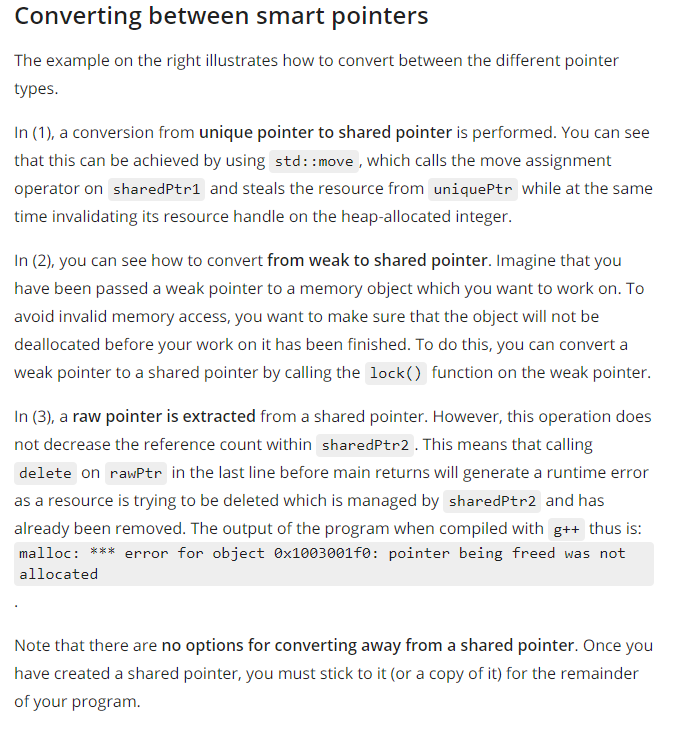 Converting between smart pointers
The example on the right illustrates how to convert between the different pointer
types.
In (1), a conversion from unique pointer to shared pointer is performed. You can see
that this can be achieved by using std::move , which calls the move assignment
operator on sharedPtr1 and steals the resource from uniquePtr while at the same
time invalidating its resource handle on the heap-allocated integer.
In (2), you can see how to convert from weak to shared pointer. Imagine that you
have been passed a weak pointer to a memory object which you want to work on. To
avoid invalid memory access, you want to make sure that the object will not be
deallocated before your work on it has been finished. To do this, you can convert a
weak pointer to a shared pointer by calling the lock() function on the weak pointer.
In (3), a raw pointer is extracted from a shared pointer. However, this operation does
not decrease the reference count within sharedPtr2 . This means that calling
delete on rawPtr in the last line before main returns will generate a runtime error
as a resource is trying to be deleted which is managed by sharedPtr2 and has
already been removed. The output of the program when compiled with g++ thus is:
malloc: *** error for object 0x1003001f0: pointer being freed was not
allocated
.
Note that there are no options for converting away from a shared pointer. Once you
have created a shared pointer, you must stick to it (or a copy of it) for the remainder
of your program.